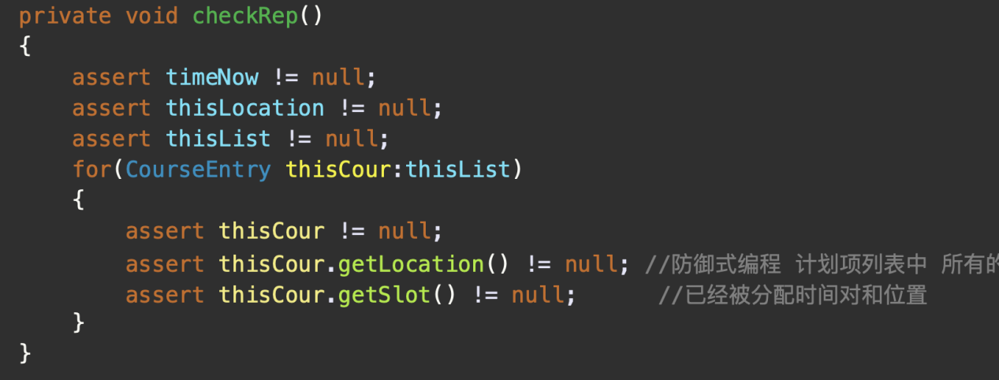 private void checkRep()
{
assert timeNow != null;
assert thisLocation != null;
assert thisList != null;
for(CourseEntry thisCour:thisList)
{
assert thisCour != null;
assert thisCour.getLocation() != null; //防御式编程 计划项列表中 所有的
assert thisCour.getSlot() != null; //已经被分配时间对和位置
}
}